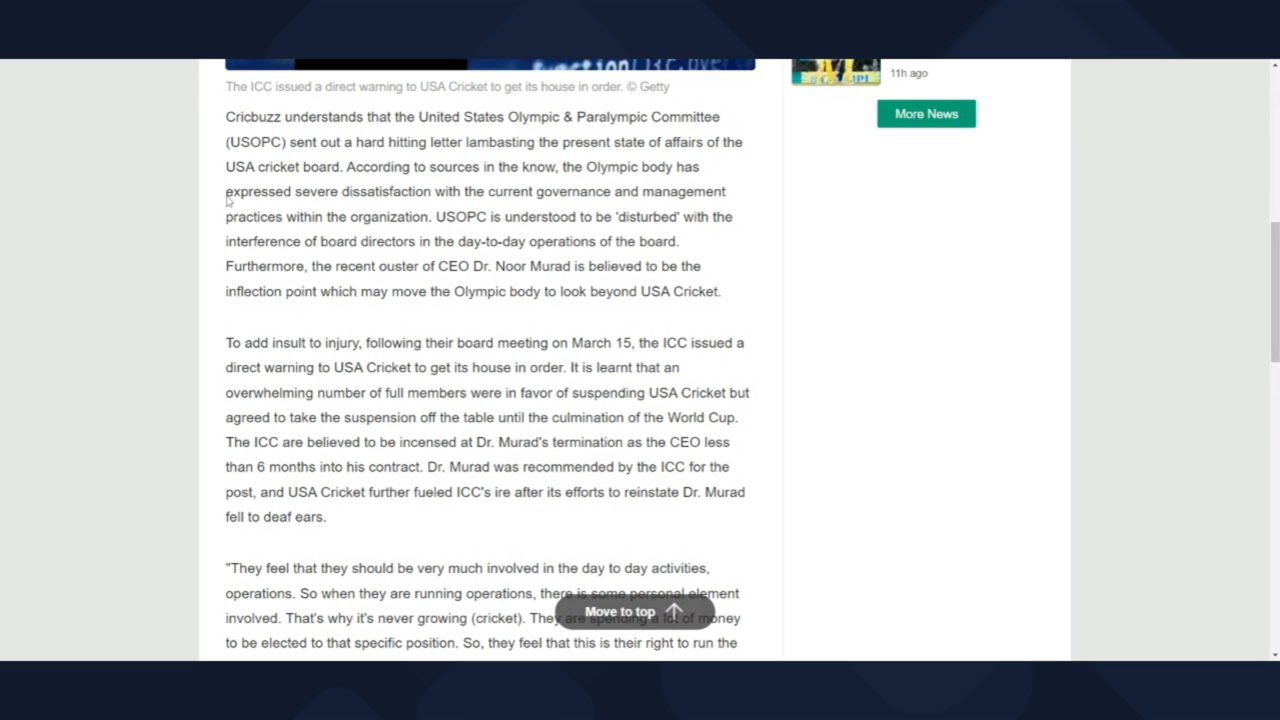 The ICC issued a direct warning to USA Cricket to get its house in order. © Getty
Cricbuzz understands that the United States Olympic & Paralympic Committee
(USOPC) sent out a hard hitting letter lambasting the present state of affairs of the
USA cricket board. According to sources in the know, the Olympic body has
expressed severe dissatisfaction with the current governance and management
practices within the organization. USOPC is understood to be 'disturbed' with the
interference of board directors in the day-to-day operations of the board.
Furthermore, the recent ouster of CEO Dr. Noor Murad is believed to be the
inflection point which may move the Olympic body to look beyond USA Cricket.
To add insult to injury, following their board meeting on March 15, the ICC issued a
direct warning to USA Cricket to get its house in order. It is learnt that an
overwhelming number of full members were in favor of suspending USA Cricket but
agreed to take the suspension off the table until the culmination of the World Cup.
The ICC are believed to be incensed at Dr. Murad's termination as the CEO less
than 6 months into his contract. Dr. Murad was recommended by the ICC for the
post, and USA Cricket further fueled ICC's ire after its efforts to reinstate Dr. Murad
fell to deaf ears.
"They feel that they should be very much involved in the day to day activities,
operations. So when they are running operations, there is some personal element
involved. That's why it's never growing (cricket). They are spending a lot of money
to be elected to that specific position. So, they feel that this is their right to run the
Move to top
11h ago
More News